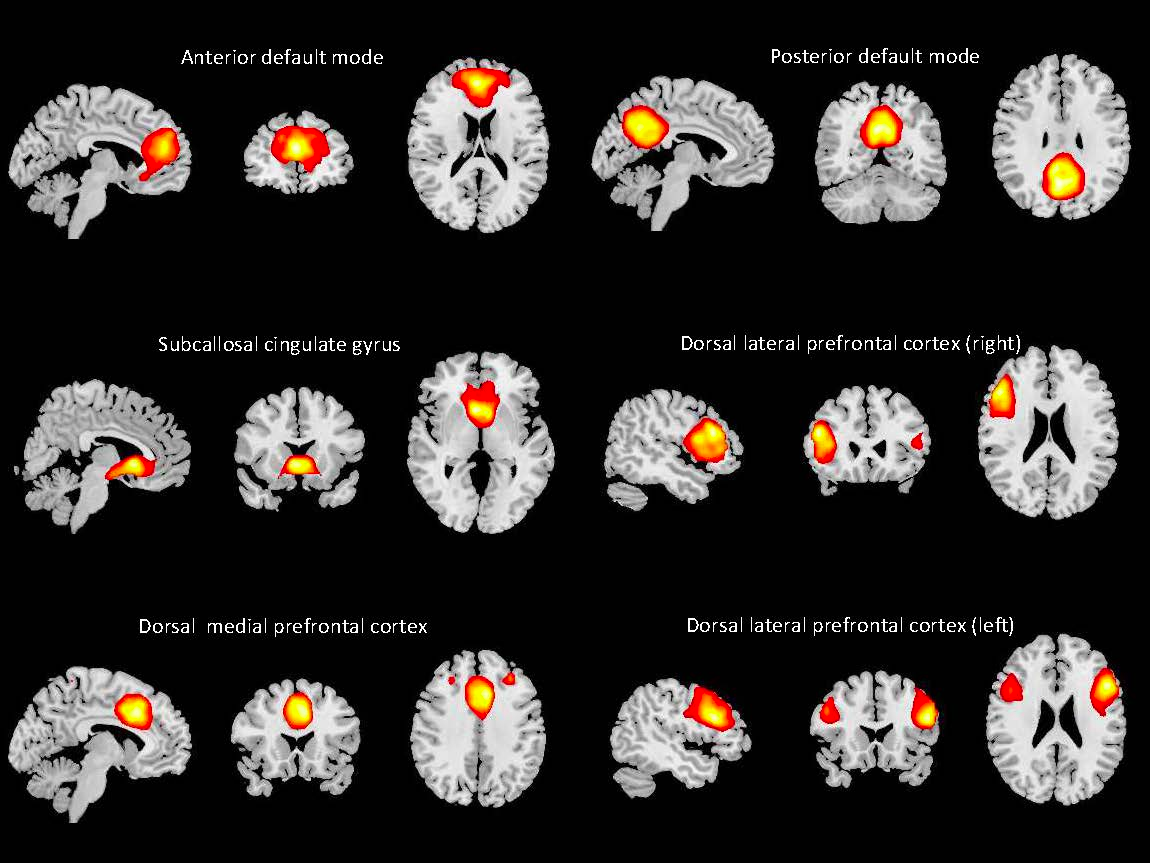 Anterior default mode
Posterior default mode
Subcallosal cingulate gyrus
Dorsal lateral prefrontal cortex (right)
Dorsal  medial prefrontal cortex
Dorsal lateral prefrontal cortex (left)